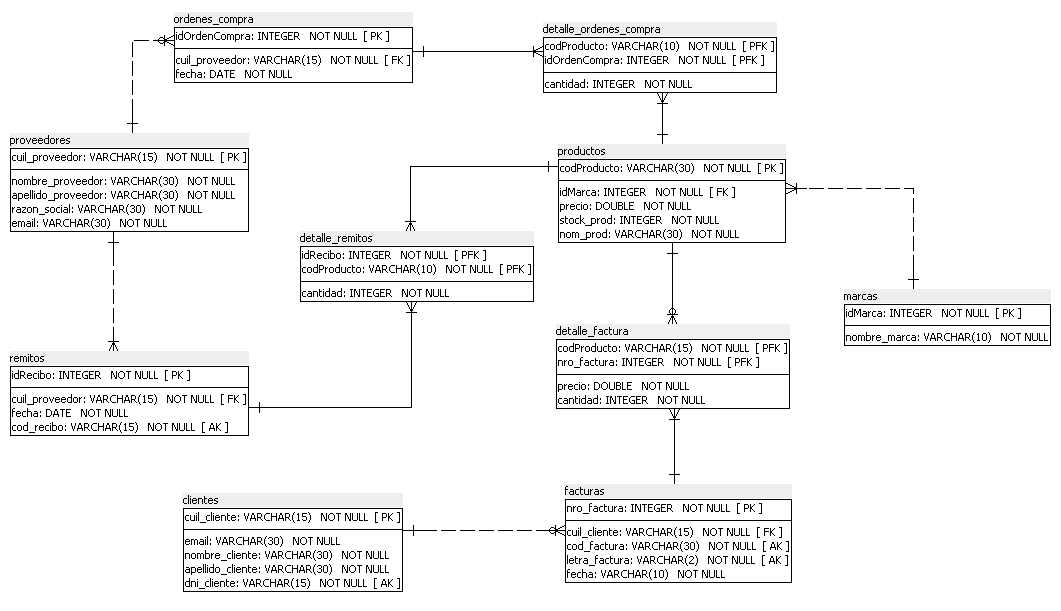 ordenes_compra
idOrdenCompra: INTEGER NOT NULL [ PK ]
cuil_proveedor: VARCHAR(15) NOT NULL [ FK ]
fecha: DATE NOT NULL
detalle_ordenes_compra
codProducto: VARCHAR(10) NOT NULL [ PFK ]
idOrdenCompra: INTEGER NOT NULL [ PFK ]
cantidad: INTEGER NOT NULL
proveedores
cuil_proveedor: VARCHAR(15) NOT NULL [ PK ]
nombre_proveedor: VARCHAR(30) NOT NULL
apellido_proveedor: VARCHAR(30) NOT NULL
razon_social: VARCHAR(30) NOT NULL
email: VARCHAR(30) NOT NULL
productos
codProducto: VARCHAR(30) NOT NULL [ PK ]
idMarca: INTEGER NOT NULL [ FK ]
precio: DOUBLE NOT NULL
stock_prod: INTEGER NOT NULL
nom_prod: VARCHAR(30) NOT NULL
detalle_remitos
idRecibo: INTEGER NOT NULL [ PFK ]
codProducto: VARCHAR(10) NOT NULL [ PFK ]
cantidad: INTEGER NOT NULL
marcas
idMarca: INTEGER NOT NULL [ PK ]
nombre_marca: VARCHAR(10) NOT NULL
detalle_factura
codProducto: VARCHAR(15) NOT NULL [ PFK ]
nro_factura: INTEGER NOT NULL [ PFK ]
precio: DOUBLE NOT NULL
cantidad: INTEGER NOT NULL
remitos
idRecibo: INTEGER NOT NULL [ PK ]
cuil_proveedor: VARCHAR(15) NOT NULL [ FK ]
fecha: DATE NOT NULL
cod_recibo: VARCHAR(15) NOT NULL [ AK ]
clientes
cuil_cliente: VARCHAR(15) NOT NULL [ PK ]
email: VARCHAR(30) NOT NULL
nombre_cliente: VARCHAR(30) NOT NULL
apellido_cliente: VARCHAR(30) NOT NULL
dni_cliente: VARCHAR(15) NOT NULL [ AK ]
facturas
nro_factura: INTEGER NOT NULL [ PK ]
cuil_cliente: VARCHAR(15) NOT NULL [ FK ]
cod_factura: VARCHAR(30) NOT NULL [ AK ]
letra_factura: VARCHAR(2) NOT NULL [ AK ]
fecha: VARCHAR(10) NOT NULL